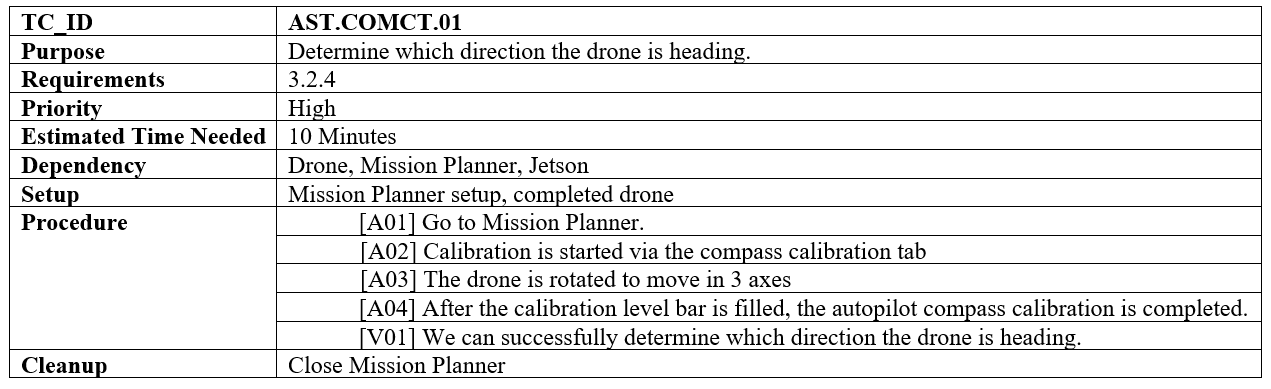 TC_ID AST.COMCT.01
Purpose Determine which direction the drone is heading.
Requirements 3.2.4
Priority High
Estimated Time Needed 10 Minutes
Dependency Drone, Mission Planner, Jetson
Setup Mission Planner setup, completed drone
Procedure [A01] Go to Mission Planner.
[A02] Calibration is started via the compass calibration tab
[A03] The drone is rotated to move in 3 axes
[A04] After the calibration level bar is filled, the autopilot compass calibration is completed.
[V01] We can successfully determine which direction the drone is heading.
Cleanup Close Mission Planner